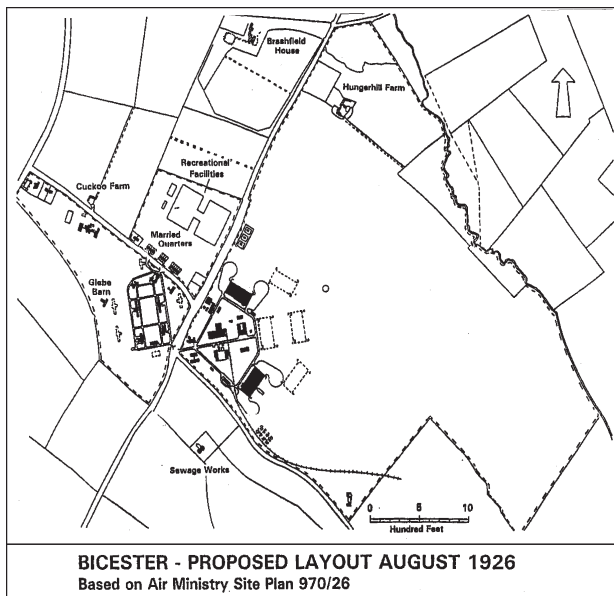 Brashfield
House
Hungerhill Farm
Recreational
Facilities
Cuckoo Farm
Married
Quarters
Glebe
Barn
Sewage Works
0 5 10
Hundred Feet
BICESTER - PROPOSED LAYOUT AUGUST 1926
Based on Air Ministry Site Plan 970/26